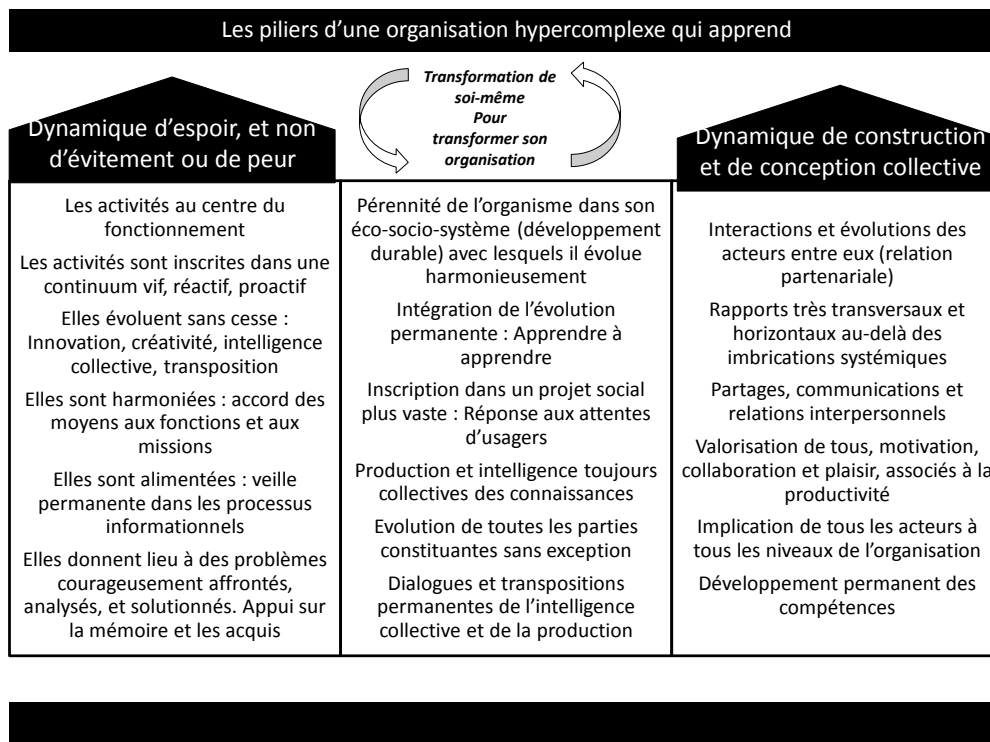 Les piliers d’une organisation hypercomplexe qui apprend
Transformation de
soi-même
Pour
transformer son
organisation
Dynamique d’espoir, et non
d’évitement ou de peur
Dynamique de construction
et de conception collective
Les activités au centre du
fonctionnement
Les activités sont inscrites dans une
continuum vif, réactif, proactif
Elles évoluent sans cesse :
Innovation, créativité, intelligence
collective, transposition
Elles sont harmoniées : accord des
moyens aux fonctions et aux
missions
Elles sont alimentées : veille
permanente dans les processus
informationnels
Elles donnent lieu à des problèmes
courageusement affrontés,
analysés, et solutionnés. Appui sur
la mémoire et les acquis
Pérennité de l’organisme dans son
éco-socio-système (développement
durable) avec lesquels il évolue
harmonieusement
Intégration de l’évolution
permanente : Apprendre à
apprendre
Inscription dans un projet social
plus vaste : Réponse aux attentes
d’usagers
Production et intelligence toujours
collectives des connaissances
Evolution de toutes les parties
constituantes sans exception
Dialogues et transpositions
permanentes de l’intelligence
collective et de la production
Interactions et évolutions des
acteurs entre eux (relation
partenariale)
Rapports très transversaux et
horizontaux au-delà des
imbrications systémiques
Partages, communications et
relations interpersonnels
Valorisation de tous, motivation,
collaboration et plaisir, associés à la
productivité
Implication de tous les acteurs à
tous les niveaux de l’organisation
Développement permanent des
compétences